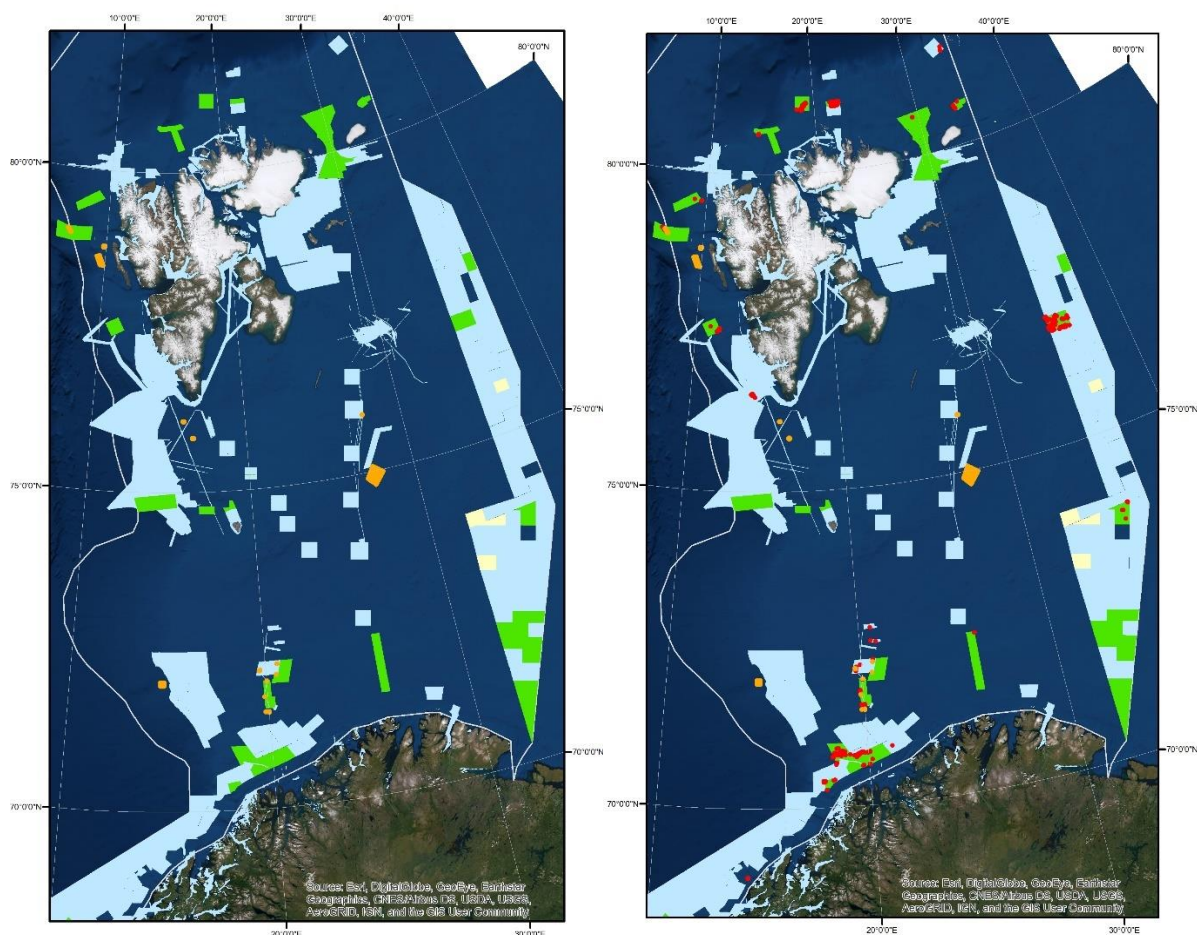 10°0'0"E 20°0'0"E 30°0'0"E 40°0'0"E
80°0'0"N
80°0'0"N
75°0'0"N
75°0'0"N
70°0'0"N
70°0'0"N
Source: Esri, DigitalGlobe, GeoEye, Earthstar
Geographics, CNES/Airbus DS, USDA, USGS,
AeroGRID, IGN, and the GIS User Community
20°0'0"E 30°0'0"E
10°0'0"E 20°0'0"E 30°0'0"E 40°0'0"E
80°0'0"N
80°0'0"N
75°0'0"N
75°0'0"N
70°0'0"N
70°0'0"N
Source: Esri, DigitalGlobe, GeoEye, Earthstar
Geographics, CNES/Airbus DS, USDA, USGS,
AeroGRID, IGN, and the GIS User Community
20°0'0"E 30°0'0"E